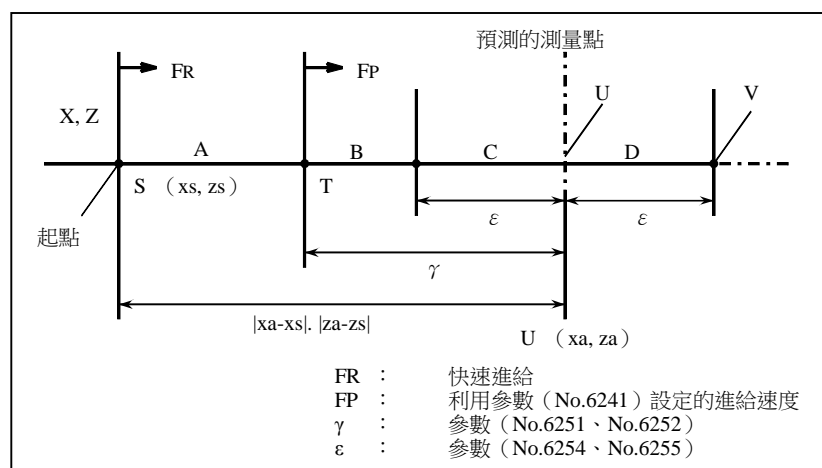 預測的測量點
FR
FP
U
V
X, Z
A
B
C
D
S （xs, zs）
T
起點
ε
ε
γ
|xa-xs|. |za-zs|
U （xa, za）
FR ： 快速進給
FP ： 利用參數（No.6241）設定的進給速度
γ ： 參數（No.6251、No.6252）
ε ： 參數（No.6254、No.6255）